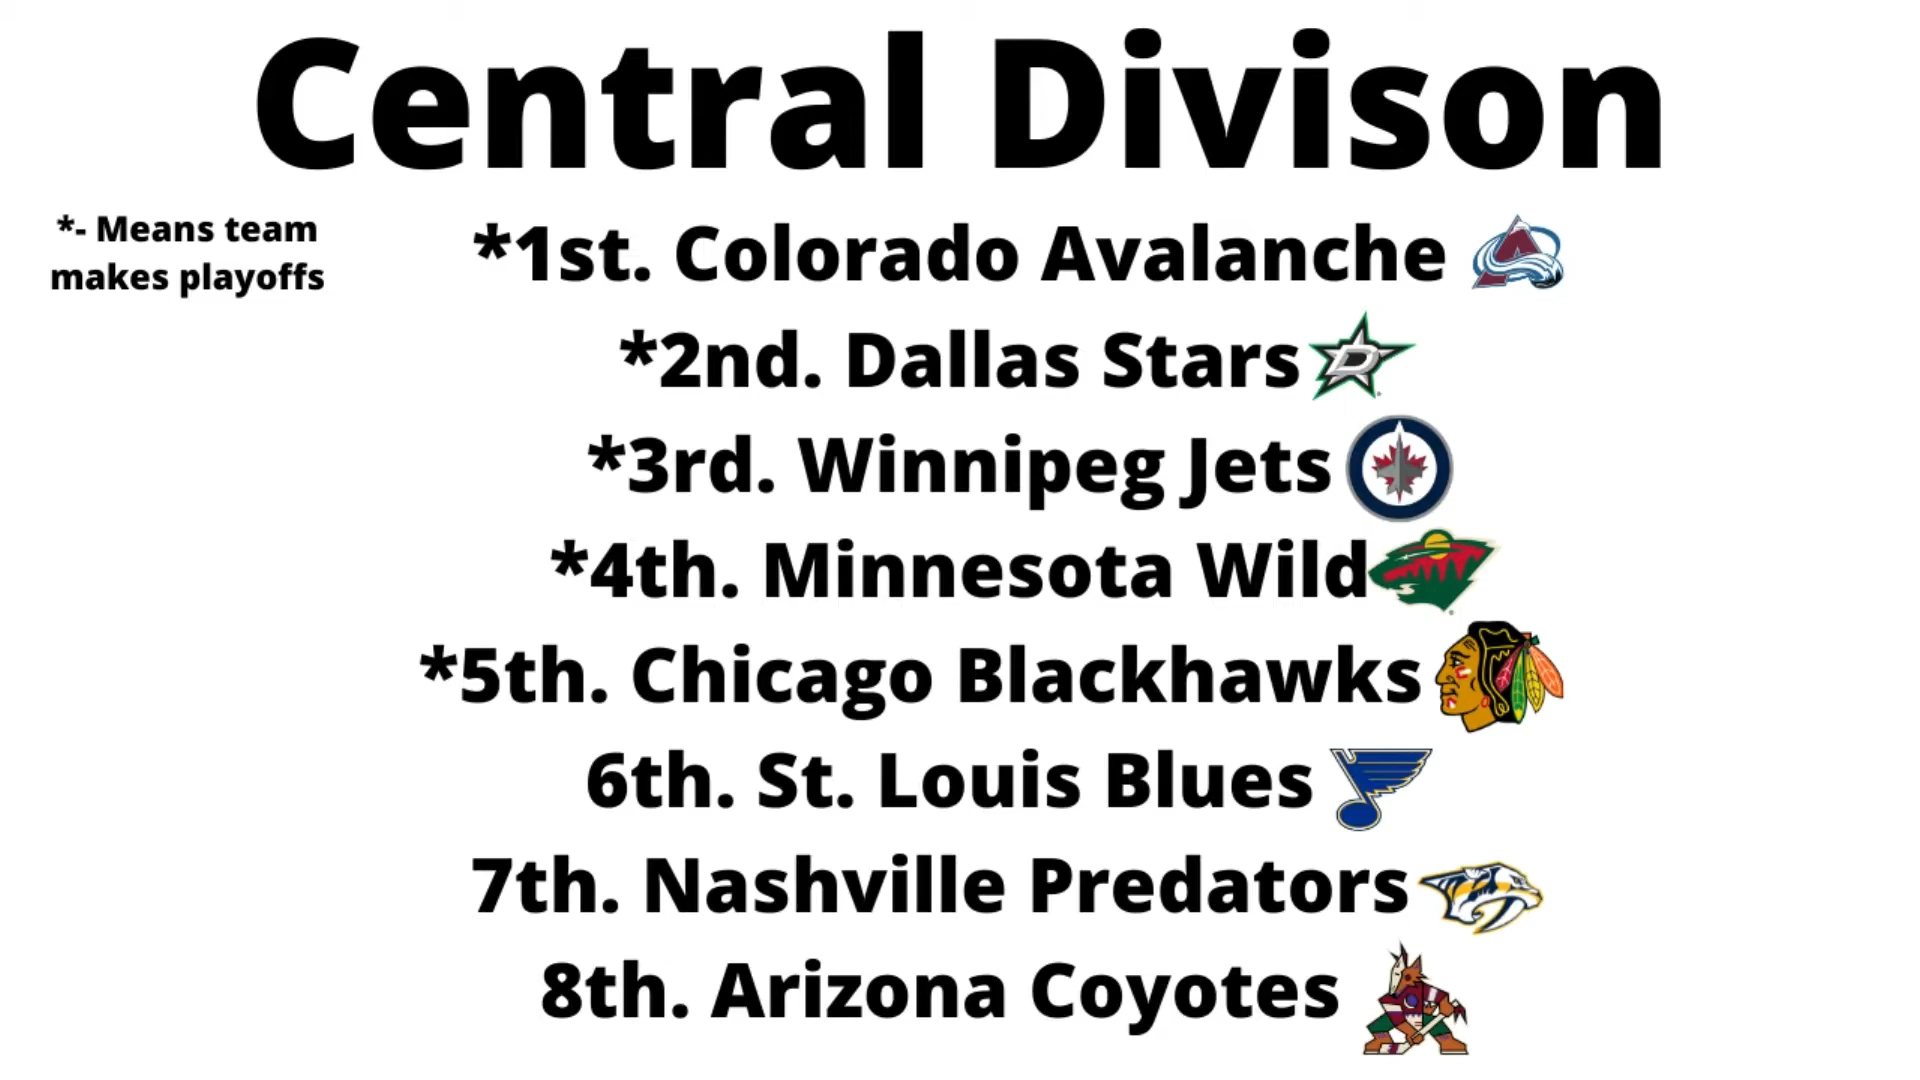 Central Divison
*- Means team
makes playoffs
*1st. Colorado Avalanche
*2nd. Dallas Stars
*3rd. Winnipeg Jets
*4th. Minnesota Wild
*5th. Chicago Blackhawks
6th. St. Louis Blues
7th. Nashville Predators
8th. Arizona Coyotes